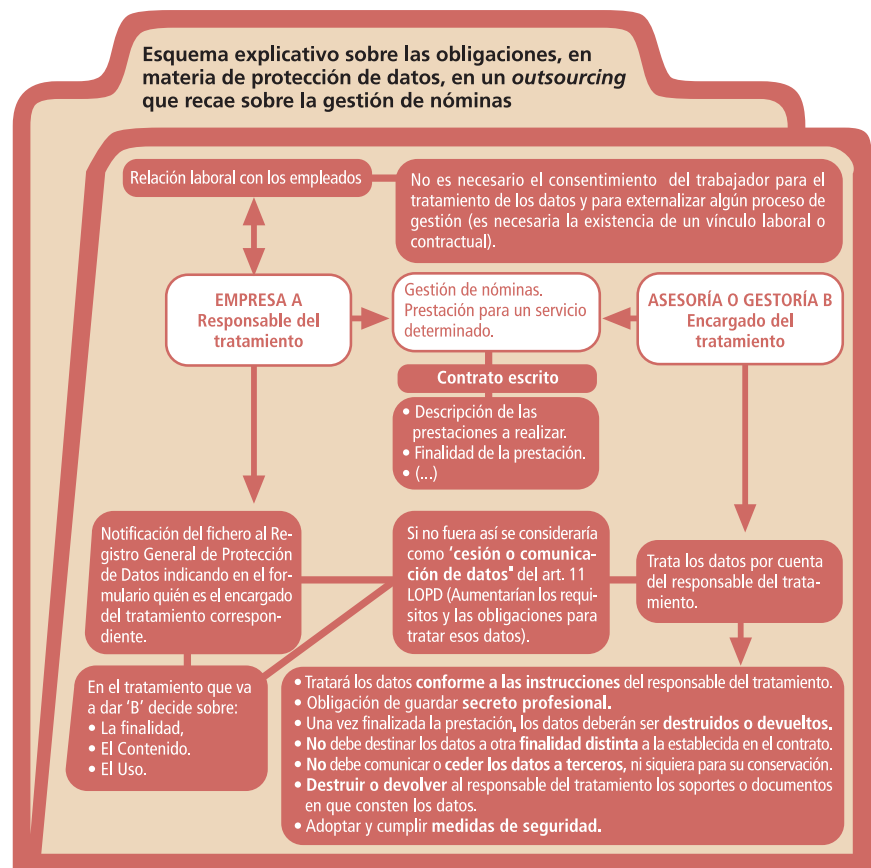 Esquema explicativo sobre las obligaciones, en
materia de protección de datos, en un outsourcing
que recae sobre la gestión de nóminas
Relación laboral con los empleados
No es necesario el consentimiento del trabajador para el
tratamiento de los datos y para externalizar algún proceso de
gestión (es necesaria la existencia de un vínculo laboral o
contractual).
EMPRESA A
Responsable del
tratamiento
Gestión de nóminas.
Prestación para un servicio
determinado.
ASESORÍA O GESTORÍA B
Encargado del
tratamiento
Contrato escrito
• Descripción de las
prestaciones a realizar.
• Finalidad de la prestación.
• (...)
Notificación del fichero al Re-
gistro General de Protección
de Datos indicando en el for-
mulario quién es el encargado
del tratamiento correspon-
diente.
Si no fuera así se consideraría
como 'cesión o comunica-
ción de datos' del art. 11
LOPD (Aumentarían los requi-
sitos y las obligaciones para
tratar esos datos).
Trata los datos por cuenta
del responsable del trata-
miento.
En el tratamiento que va
a dar 'B' decide sobre:
• La finalidad,
• El Contenido.
• El Uso.
• Tratará los datos conforme a las instrucciones del responsable del tratamiento.
• Obligación de guardar secreto profesional.
• Una vez finalizada la prestación, los datos deberán ser destruidos o devueltos.
• No debe destinar los datos a otra finalidad distinta a la establecida en el contrato.
• No debe comunicar o ceder los datos a terceros, ni siquiera para su conservación.
• Destruir o devolver al responsable del tratamiento los soportes o documentos
en que consten los datos.
• Adoptar y cumplir medidas de seguridad.